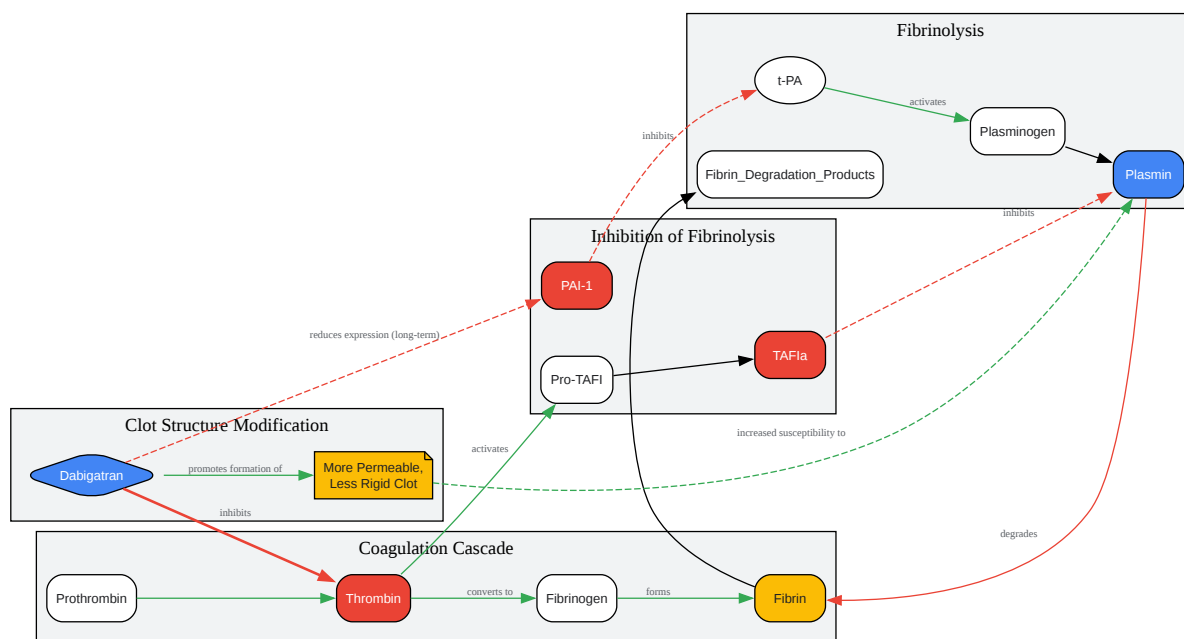 Fibrinolysis
t-PA
activates
Plasminogen
inhibits
Fibrin_Degradation_Products
Plasmin
inhibits
Inhibition of Fibrinolysis
PAI-1
reduces expression (long-term)
TAFIa
Pro-TAFI
Clot Structure Modification
increased susceptibility to
activates
Dabigatran
promotes formation of
More Permeable,
Less Rigid Clot
inhibits
degrades
Coagulation Cascade
Prothrombin
Thrombin
converts to
Fibrinogen
forms
Fibrin